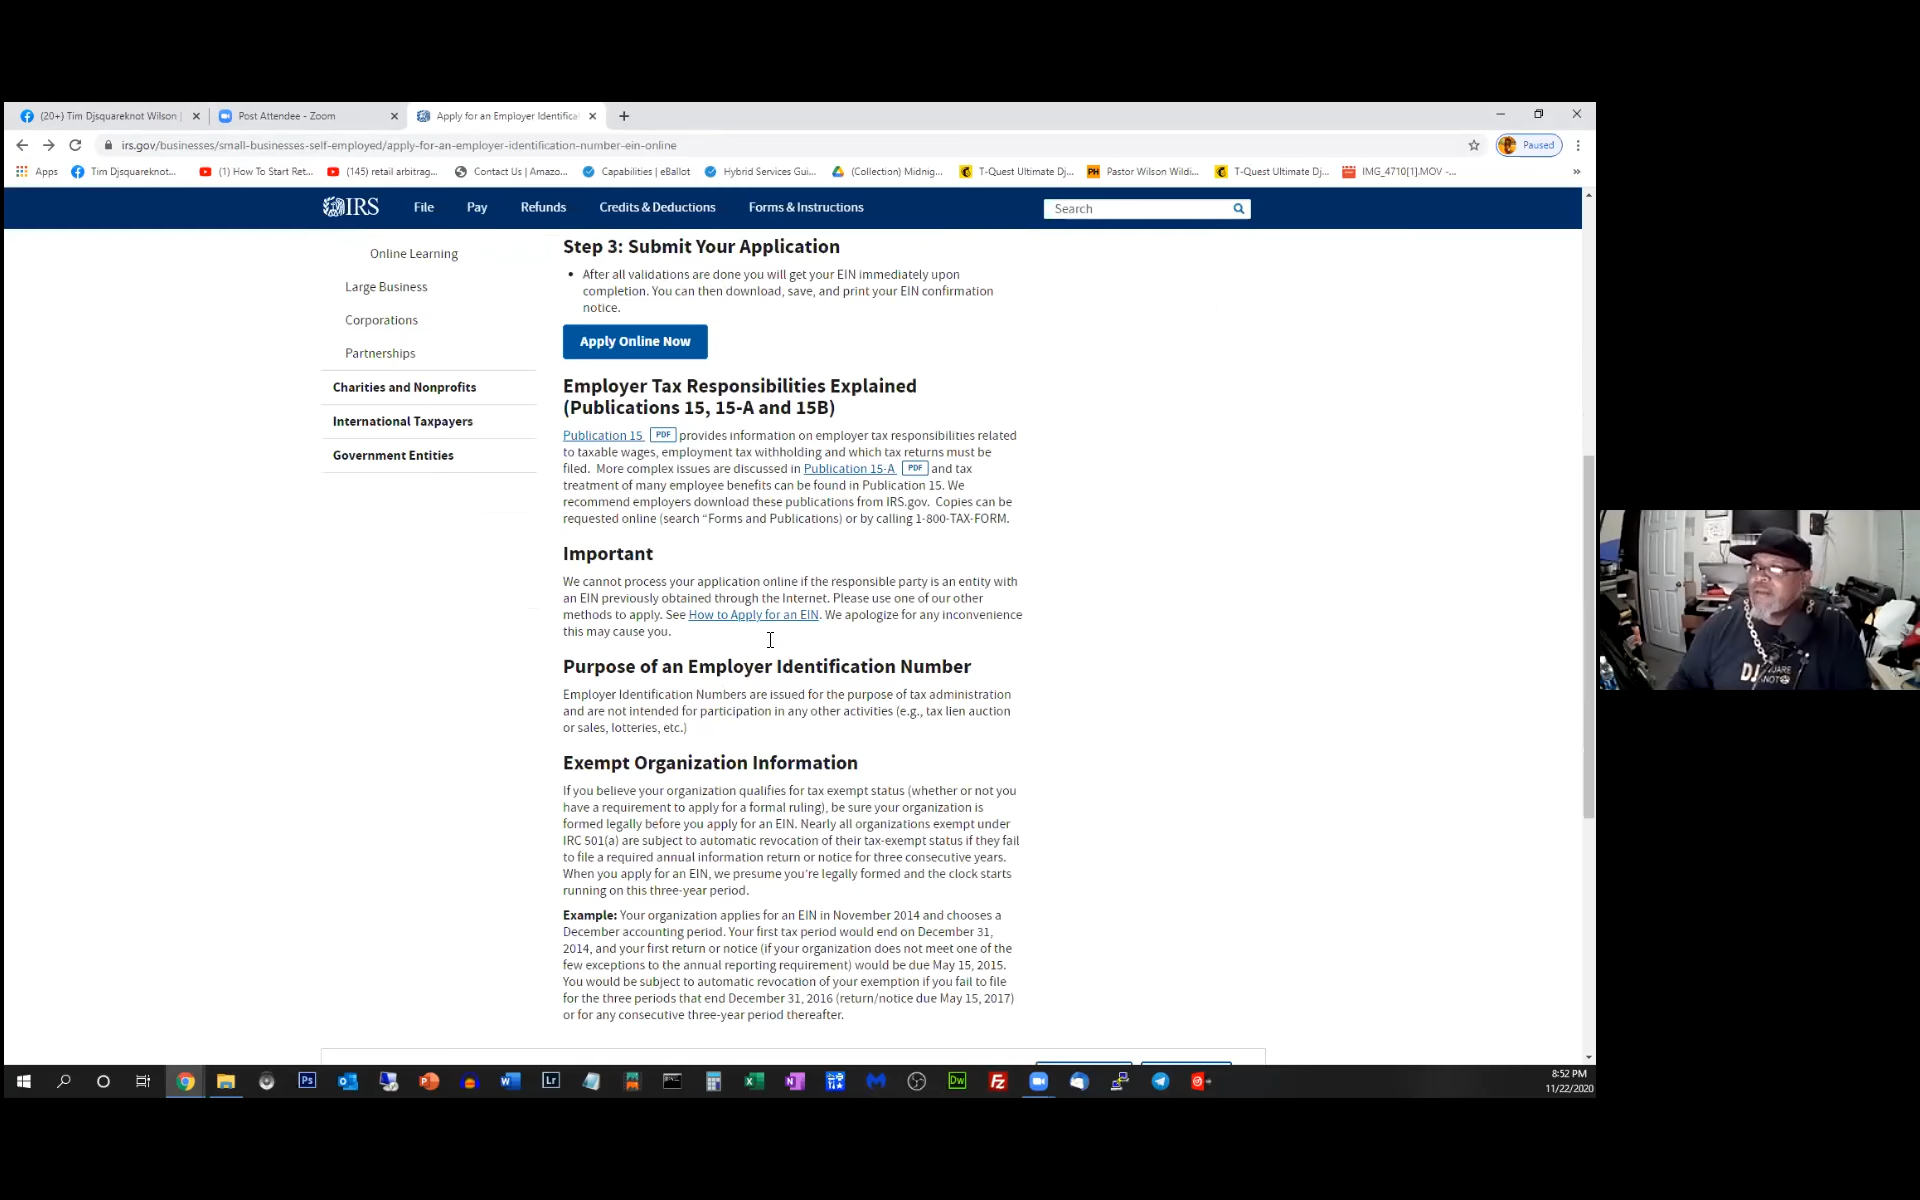 (20+) Tim Djsquareknot Wilson
Post Attendee - Zoom
Apply for an Employer Identifica
irs.gov/businesses/small-businesses-self-employed/apply-for-an-employer-identification-number-ein-online
Paused
Apps
Tim Djsquareknot...
(1) How To Start Ret...
(145) retail arbitrag...
Contact Us | Amazo...
Capabilities | eBallot
Hybrid Services Gui...
(Collection) Midnig...
T-Quest Ultimate Dj...
Pastor Wilson Wildi...
T-Quest Ultimate Dj...
IMG_4710[1].MOV -...
IRS
File
Pay
Refunds
Credits & Deductions
Forms & Instructions
Search
Online Learning
Large Business
Corporations
Partnerships
Charities and Nonprofits
International Taxpayers
Government Entities
Step 3: Submit Your Application
• After all validations are done you will get your EIN immediately upon
completion. You can then download, save, and print your EIN confirmation
notice.
Apply Online Now
Employer Tax Responsibilities Explained
(Publications 15, 15-A and 15B)
Publication 15 PDF provides information on employer tax responsibilities related
to taxable wages, employment tax withholding and which tax returns must be
filed. More complex issues are discussed in Publication 15-A PDF and tax
treatment of many employee benefits can be found in Publication 15. We
recommend employers download these publications from IRS.gov. Copies can be
requested online (search “Forms and Publications) or by calling 1-800-TAX-FORM.
Important
We cannot process your application online if the responsible party is an entity with
an EIN previously obtained through the Internet. Please use one of our other
methods to apply. See How to Apply for an EIN. We apologize for any inconvenience
this may cause you.
Purpose of an Employer Identification Number
Employer Identification Numbers are issued for the purpose of tax administration
and are not intended for participation in any other activities (e.g., tax lien auction
or sales, lotteries, etc.)
Exempt Organization Information
If you believe your organization qualifies for tax exempt status (whether or not you
have a requirement to apply for a formal ruling), be sure your organization is
formed legally before you apply for an EIN. Nearly all organizations exempt under
IRC 501(a) are subject to automatic revocation of their tax-exempt status if they fail
to file a required annual information return or notice for three consecutive years.
When you apply for an EIN, we presume you’re legally formed and the clock starts
running on this three-year period.
Example: Your organization applies for an EIN in November 2014 and chooses a
December accounting period. Your first tax period would end on December 31,
2014, and your first return or notice (if your organization does not meet one of the
few exceptions to the annual reporting requirement) would be due May 15, 2015.
You would be subject to automatic revocation of your exemption if you fail to file
for the three periods that end December 31, 2016 (return/notice due May 15, 2017)
or for any consecutive three-year period thereafter.
DJ
8:52 PM
11/22/2020